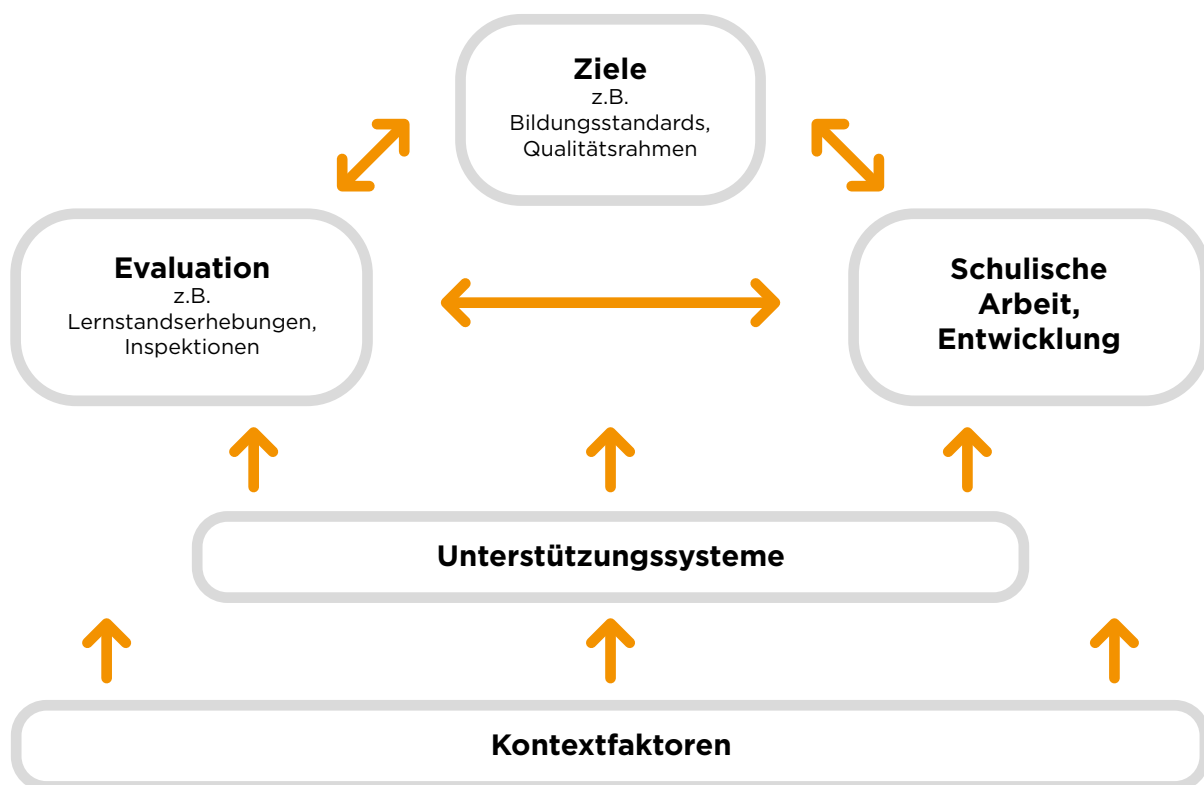 Ziele
z.B.
Bildungsstandards,
Qualitätsrahmen
Evaluation
z.B.
Lernstandserhebungen,
Inspektionen
Schulische
Arbeit,
Entwicklung
Unterstützungssysteme
Kontextfaktoren